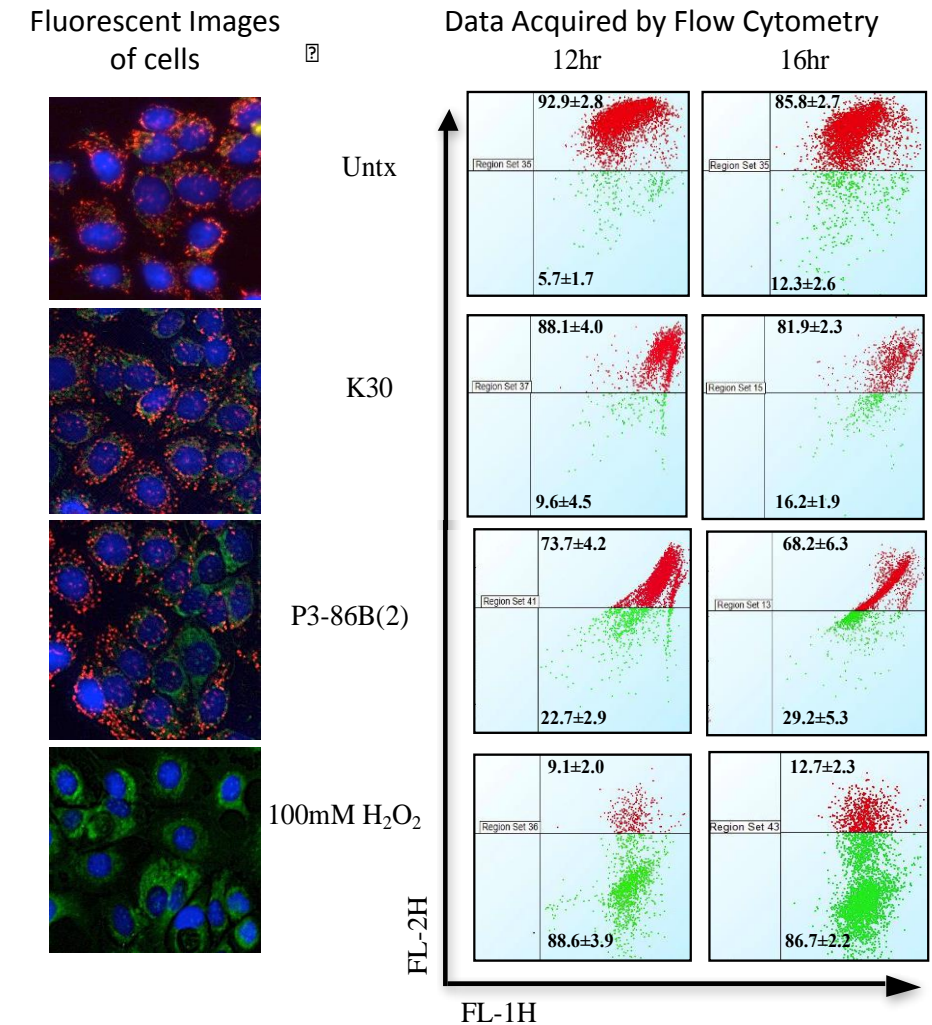 Fluorescent Images
of cells
Data Acquired by Flow Cytometry
12hr
16hr
Untx
92.9±2.8
Region Set 35
5.7±1.7
85.8±2.7
Region Set 35
12.3±2.6
K30
88.1±4.0
Region Set 37
9.6±4.5
81.9±2.3
Region Set 15
16.2±1.9
P3-86B(2)
73.7±4.2
Region Set 41
22.7±2.9
68.2±6.3
Region Set 13
29.2±5.3
100mM H₂O₂
9.1±2.0
Region Set 36
88.6±3.9
12.7±2.3
Region Set 43
86.7±2.2
FL-2H
FL-1H